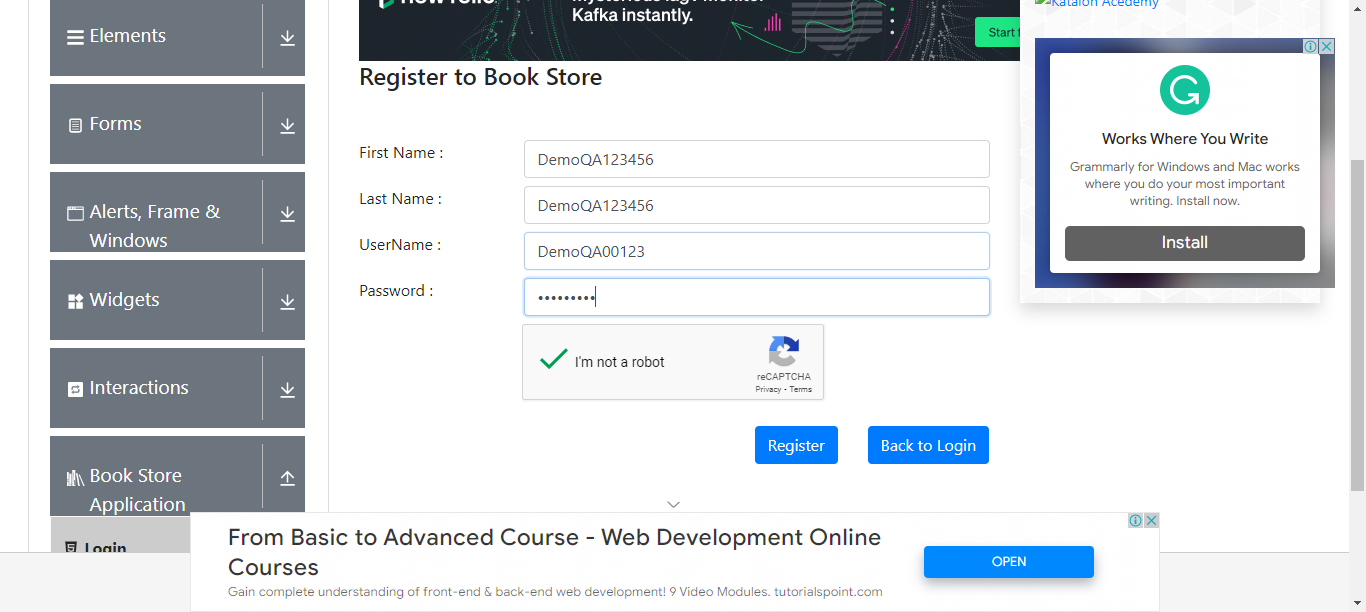 Kafka instantly.
Start
Katalon Acedemy
Elements
Forms
Alerts, Frame &
Windows
Widgets
Interactions
Book Store
Application
Login
Register to Book Store
First Name :
DemoQA123456
Last Name :
DemoQA123456
UserName :
DemoQA00123
Password :
•••••••••
I'm not a robot
reCAPTCHA
Privacy - Terms
Register
Back to Login
Works Where You Write
Grammarly for Windows and Mac works
where you do your most important
writing. Install now.
Install
From Basic to Advanced Course - Web Development Online
Courses
Gain complete understanding of front-end & back-end web development! 9 Video Modules. tutorialspoint.com
OPEN